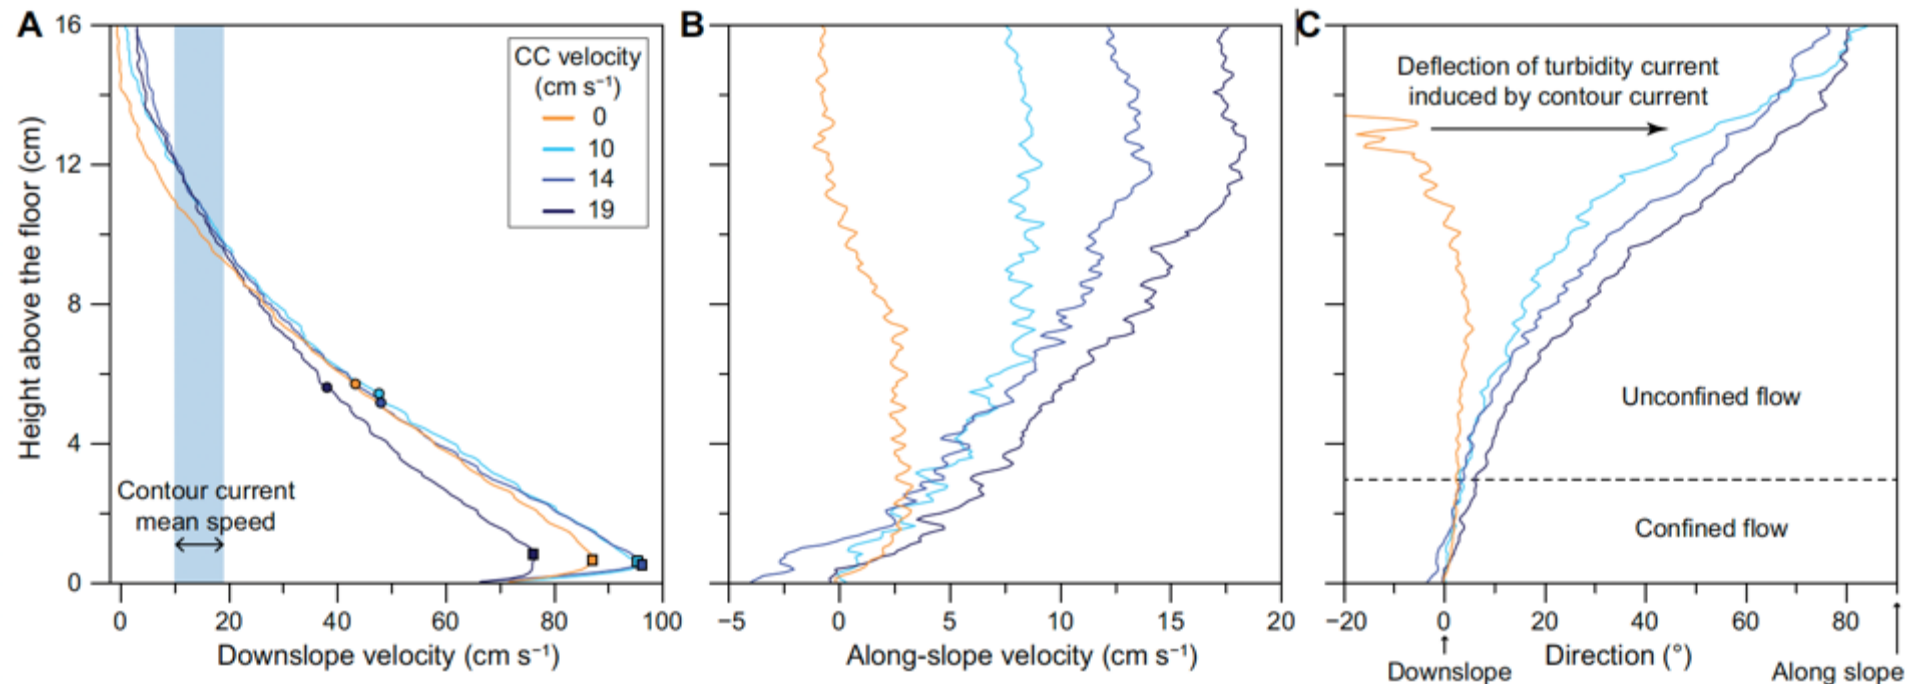 A
B
C
16
12
8
4
0
Height above the floor (cm)
CC velocity
(cm s⁻¹)
0
10
14
19
Contour current
mean speed
0
20
40
60
80
100
Downslope velocity (cm s⁻¹)
−5
0
5
10
15
20
Along-slope velocity (cm s⁻¹)
Deflection of turbidity current
induced by contour current
Unconfined flow
Confined flow
−20
0
20
40
60
80
Downslope
Direction (°)
Along slope